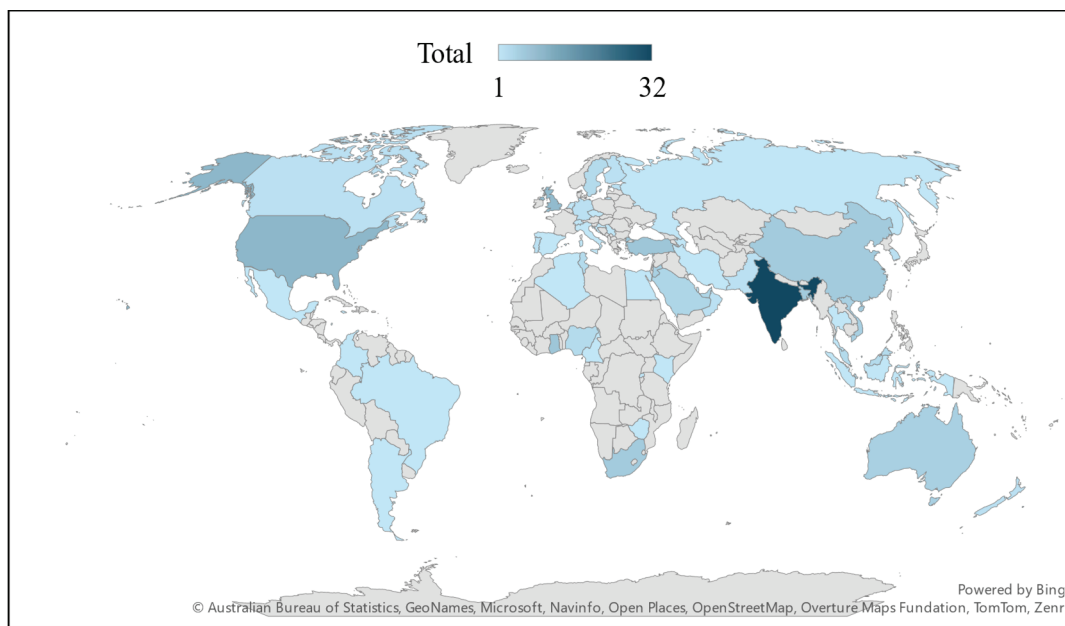 Total
1 32
Powered by Bing
© Australian Bureau of Statistics, GeoNames, Microsoft, Navinfo, Open Places, OpenStreetMap, Overture Maps Fundation, TomTom, Zenr